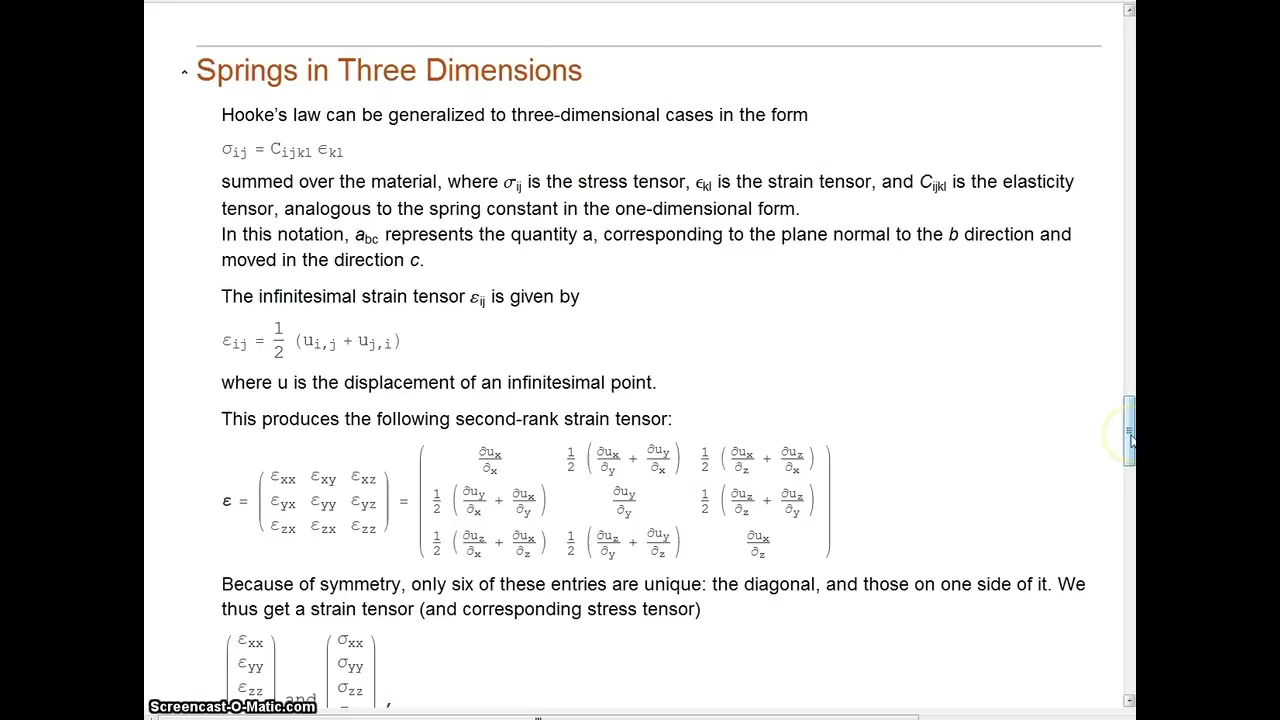 Springs in Three Dimensions
Hooke's law can be generalized to three-dimensional cases in the form
σij = Cijkl ϵkl
summed over the material, where σij is the stress tensor, ϵkl is the strain tensor, and Cijkl is the elasticity
tensor, analogous to the spring constant in the one-dimensional form.
In this notation, abc represents the quantity a, corresponding to the plane normal to the b direction and
moved in the direction c.
The infinitesimal strain tensor εij is given by
εij = 1/2 (ui,j + uj,i)
where u is the displacement of an infinitesimal point.
This produces the following second-rank strain tensor:
ε = ( εxx εxy εxz ; εyx εyy εyz ; εzx εzx εzz ) = ( ∂ux/∂x 1/2 (∂ux/∂y + ∂uy/∂x) 1/2 (∂ux/∂z + ∂uz/∂x) ; 1/2 (∂uy/∂x + ∂ux/∂y) ∂uy/∂y 1/2 (∂uz/∂z + ∂uz/∂y) ; 1/2 (∂uz/∂x + ∂ux/∂z) 1/2 (∂uz/∂y + ∂uy/∂z) ∂ux/∂z )
Because of symmetry, only six of these entries are unique: the diagonal, and those on one side of it. We
thus get a strain tensor (and corresponding stress tensor)
εxx σxx
εyy σyy
εzz and σzz ,
Screencast-O-Matic.com